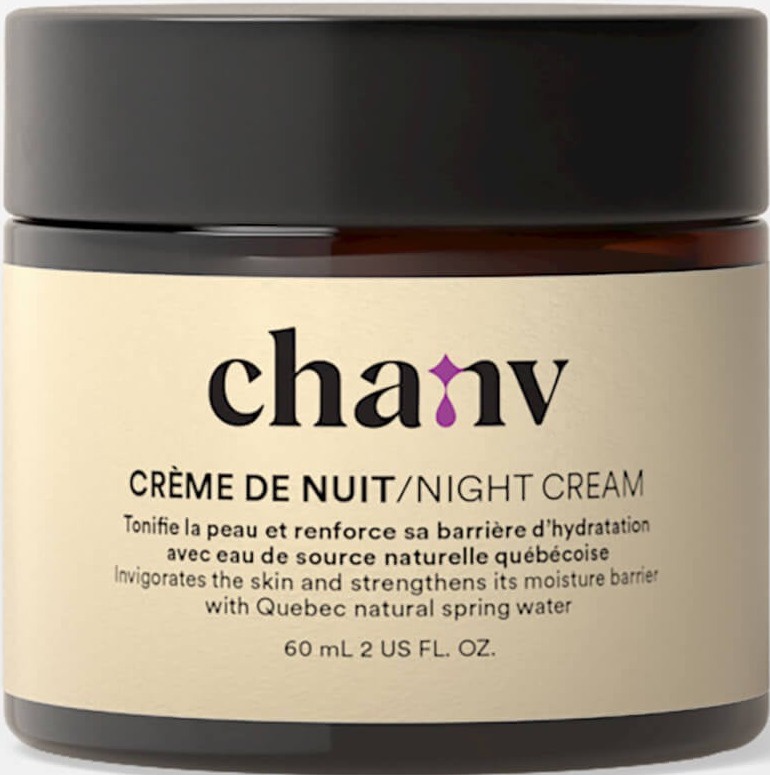 chanv
CRÈME DE NUIT/NIGHT CREAM
Tonifie la peau et renforce sa barrière d'hydratation
avec eau de source naturelle québécoise
Invigorates the skin and strengthens its moisture barrier
with Quebec natural spring water
60 mL 2 US FL. OZ.